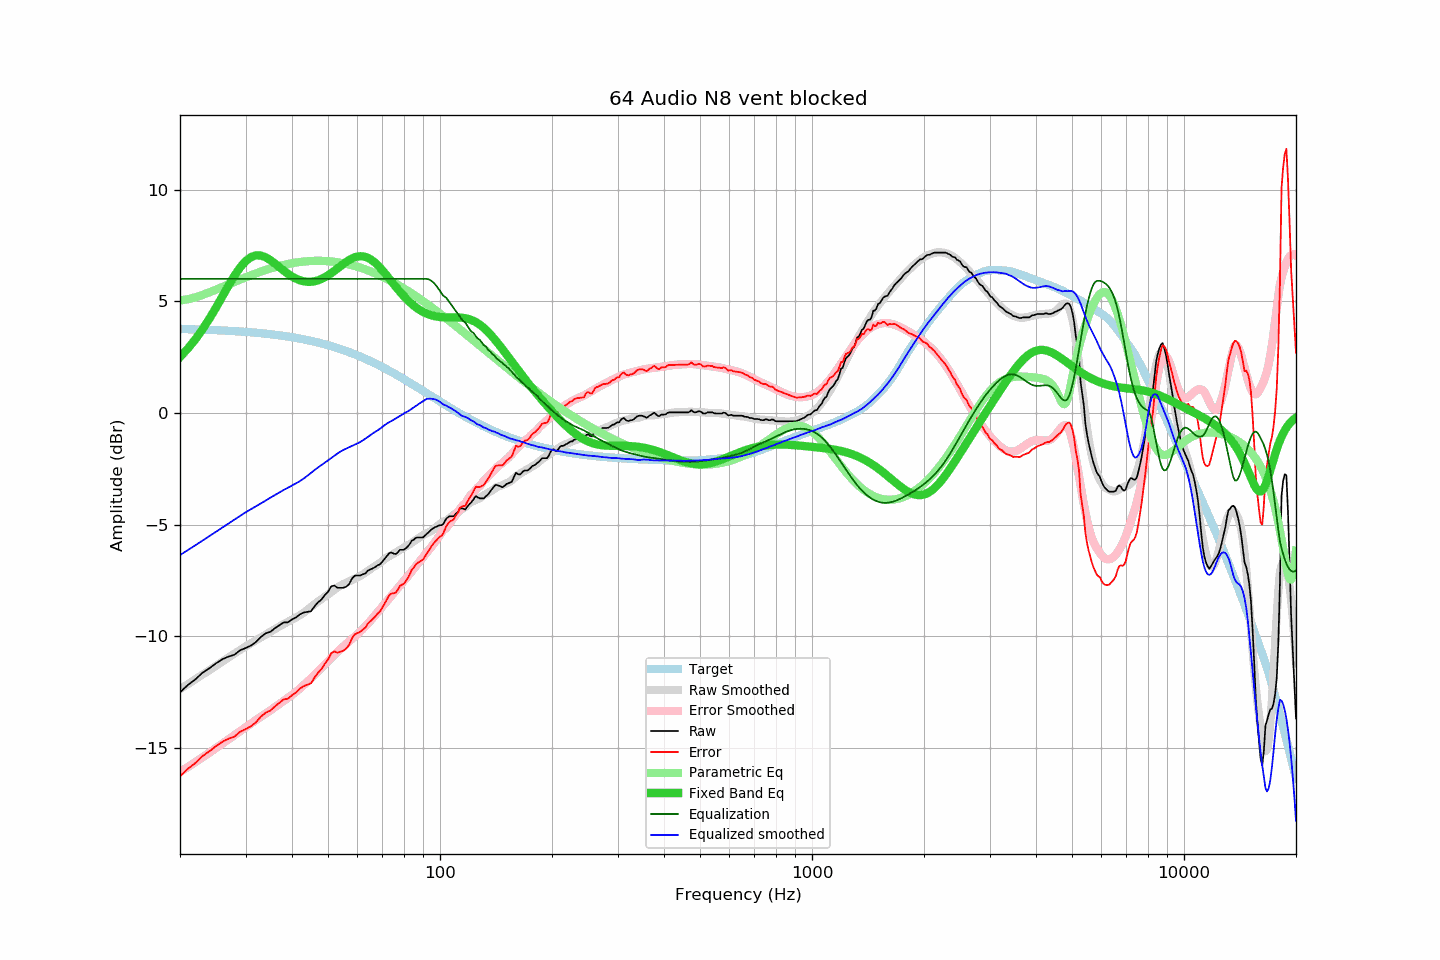 64 Audio N8 vent blocked
10
5
0
−5
−10
−15
Amplitude (dBr)
Target
Raw Smoothed
Error Smoothed
Raw
Error
Parametric Eq
Fixed Band Eq
Equalization
Equalized smoothed
100
1000
10000
Frequency (Hz)